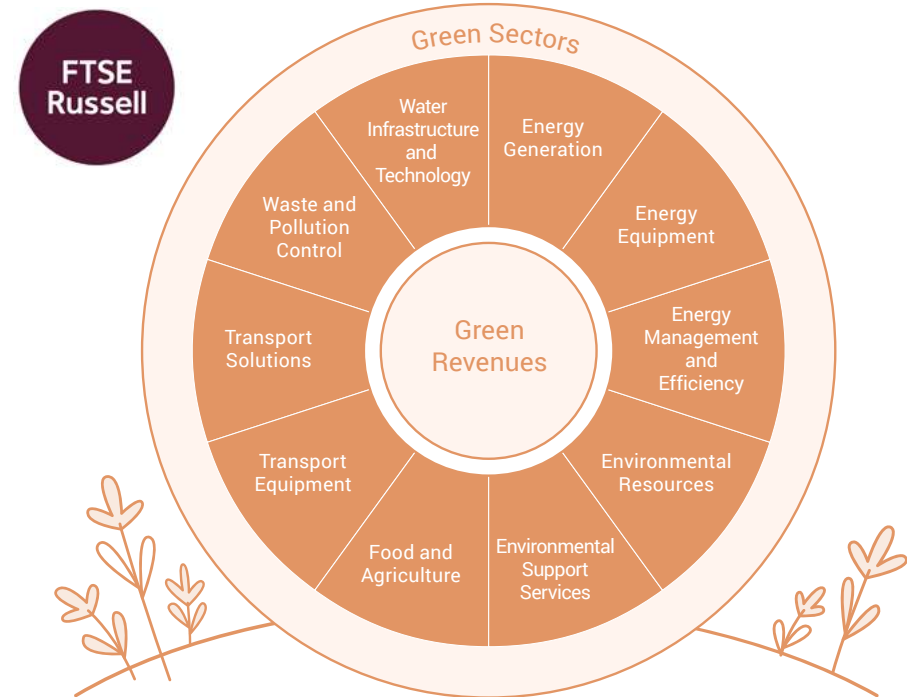 FTSE
Russell
Green Sectors
Energy
Generation
Energy
Equipment
Energy
Management
and
Efficiency
Environmental
Resources
Environmental
Support
Services
Food and
Agriculture
Transport
Equipment
Transport
Solutions
Waste and
Pollution
Control
Water
Infrastructure
and
Technology
Green
Revenues